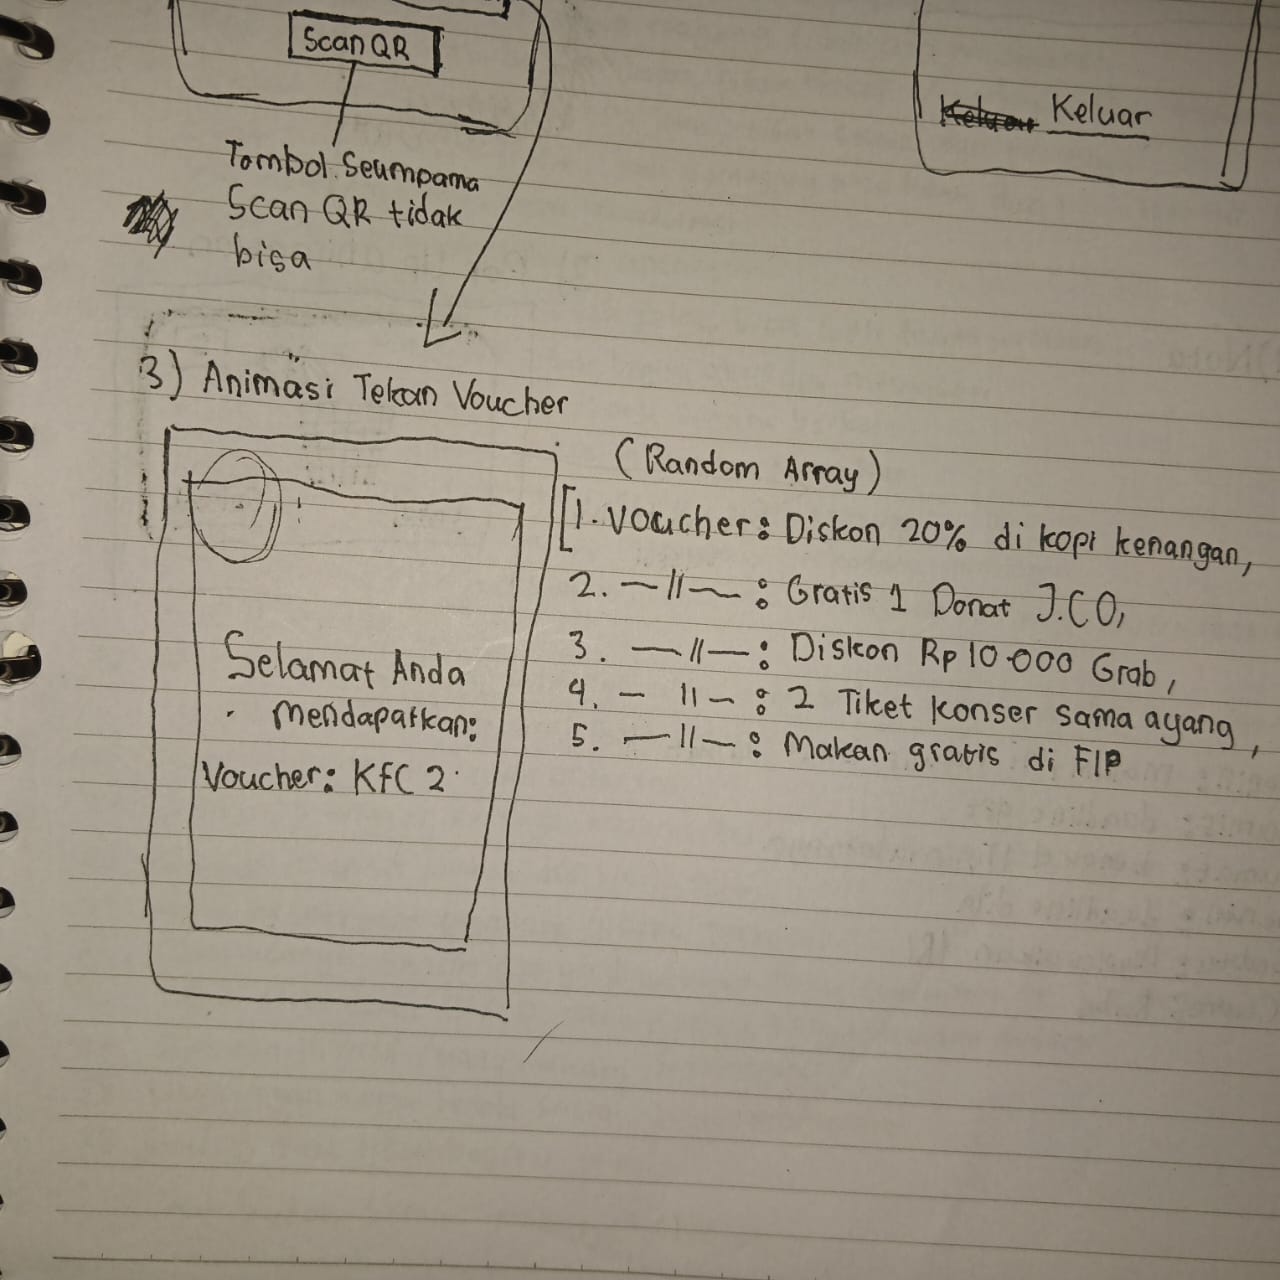 Scan QR
Keluar
Tombol Seumpama
Scan QR tidak
bisa
3) Animasi Tekan Voucher
(Random Array)
[1. Voucher: Diskon 20% di kopi kenangan,
2. —〃— : Gratis 1 Donat J.CO,
3. —〃— : Diskon Rp 10.000 Grab,
4. —〃— : 2 Tiket konser sama ayang,
5. —〃— : Makan gratis di FIP
Selamat Anda
Mendapatkan:
Voucher: KFC 2